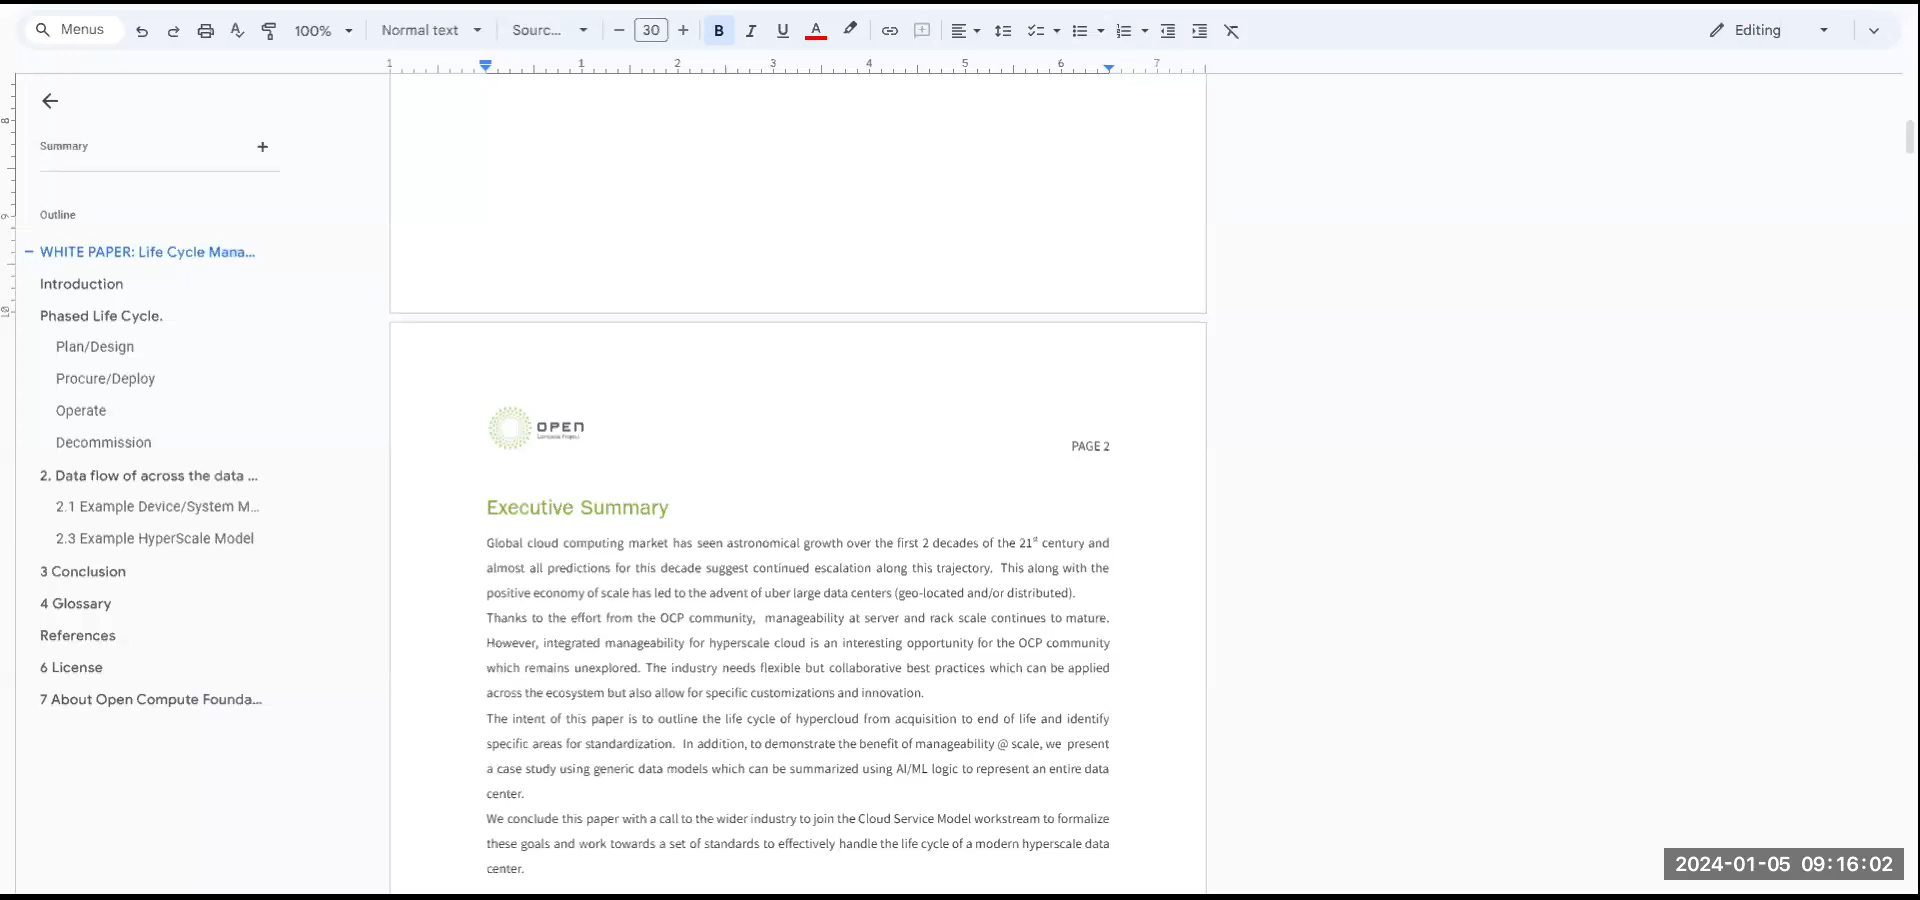 Menus 100% Normal text Sourc... 30 B I U A Editing
1 1 2 3 4 5 6 7
8
9
10
Summary
Outline
WHITE PAPER: Life Cycle Mana...
Introduction
Phased Life Cycle.
Plan/Design
Procure/Deploy
Operate
Decommission
2. Data flow of across the data ...
2.1 Example Device/System M...
2.3 Example HyperScale Model
3 Conclusion
4 Glossary
References
6 License
7 About Open Compute Founda...
OPEN
Compute Project
PAGE 2
Executive Summary
Global cloud computing market has seen astronomical growth over the first 2 decades of the 21st century and
almost all predictions for this decade suggest continued escalation along this trajectory. This along with the
positive economy of scale has led to the advent of uber large data centers (geo-located and/or distributed).
Thanks to the effort from the OCP community, manageability at server and rack scale continues to mature.
However, integrated manageability for hyperscale cloud is an interesting opportunity for the OCP community
which remains unexplored. The industry needs flexible but collaborative best practices which can be applied
across the ecosystem but also allow for specific customizations and innovation.
The intent of this paper is to outline the life cycle of hypercloud from acquisition to end of life and identify
specific areas for standardization. In addition, to demonstrate the benefit of manageability @ scale, we present
a case study using generic data models which can be summarized using AI/ML logic to represent an entire data
center.
We conclude this paper with a call to the wider industry to join the Cloud Service Model workstream to formalize
these goals and work towards a set of standards to effectively handle the life cycle of a modern hyperscale data
center.
2024-01-05 09:16:02